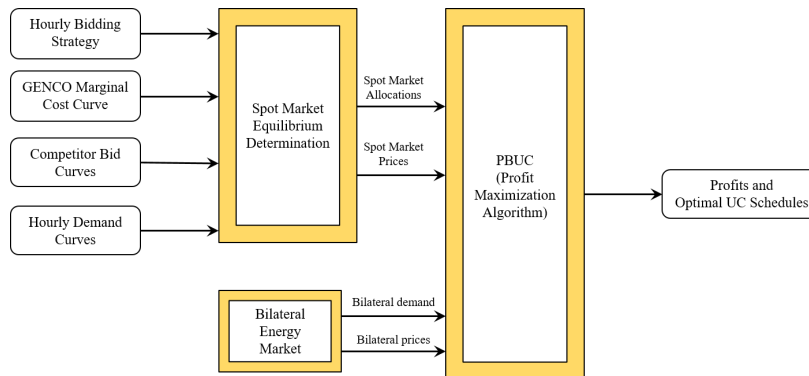 Hourly Bidding
Strategy
GENCO Marginal
Cost Curve
Competitor Bid
Curves
Hourly Demand
Curves
Spot Market
Equilibrium
Determination
Spot Market
Allocations
Spot Market
Prices
Bilateral
Energy
Market
Bilateral demand
Bilateral prices
PBUC
(Profit
Maximization
Algorithm)
Profits and
Optimal UC Schedules